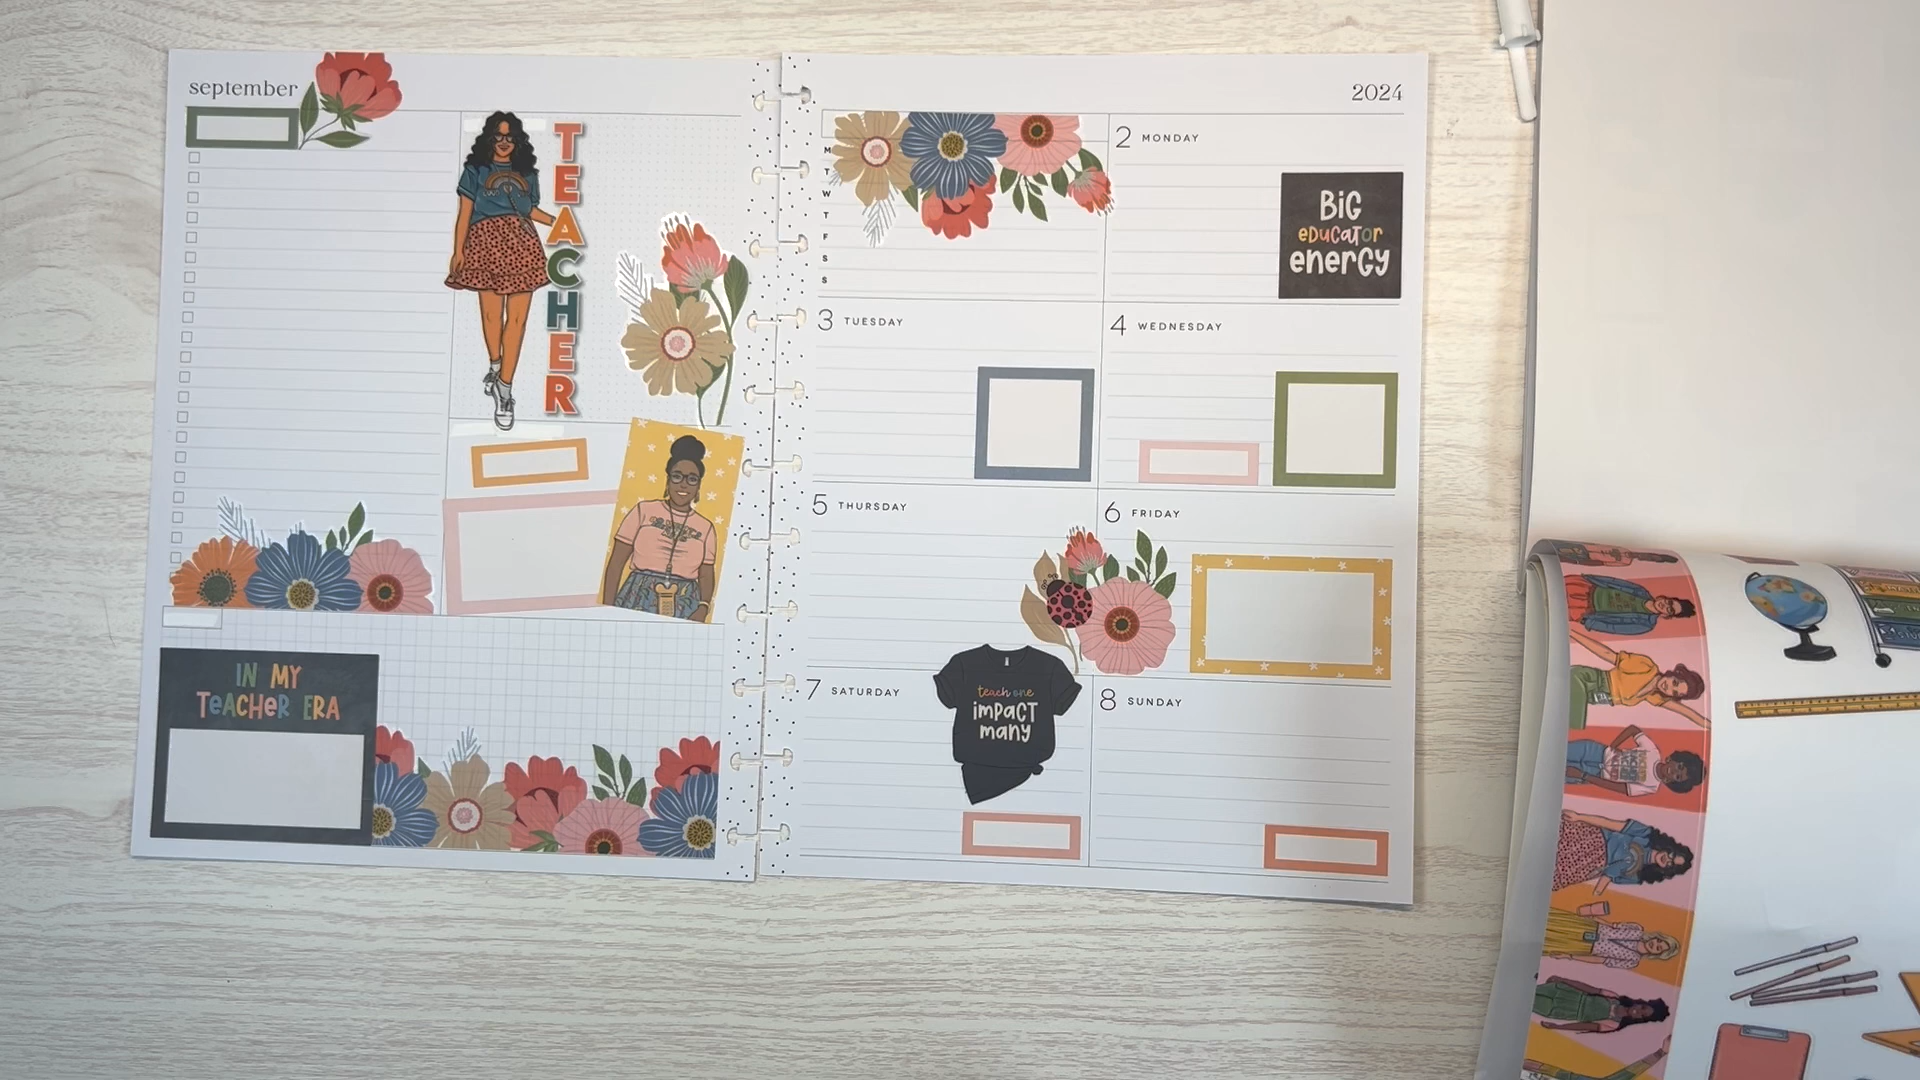 september
TEACHER
IN MY
TEACHER ERA
2024
M
T
W
T
F
S
S
2 MONDAY
BIG
educator
energy
3 TUESDAY
4 WEDNESDAY
5 THURSDAY
6 FRIDAY
7 SATURDAY
teach one
impact
many
8 SUNDAY